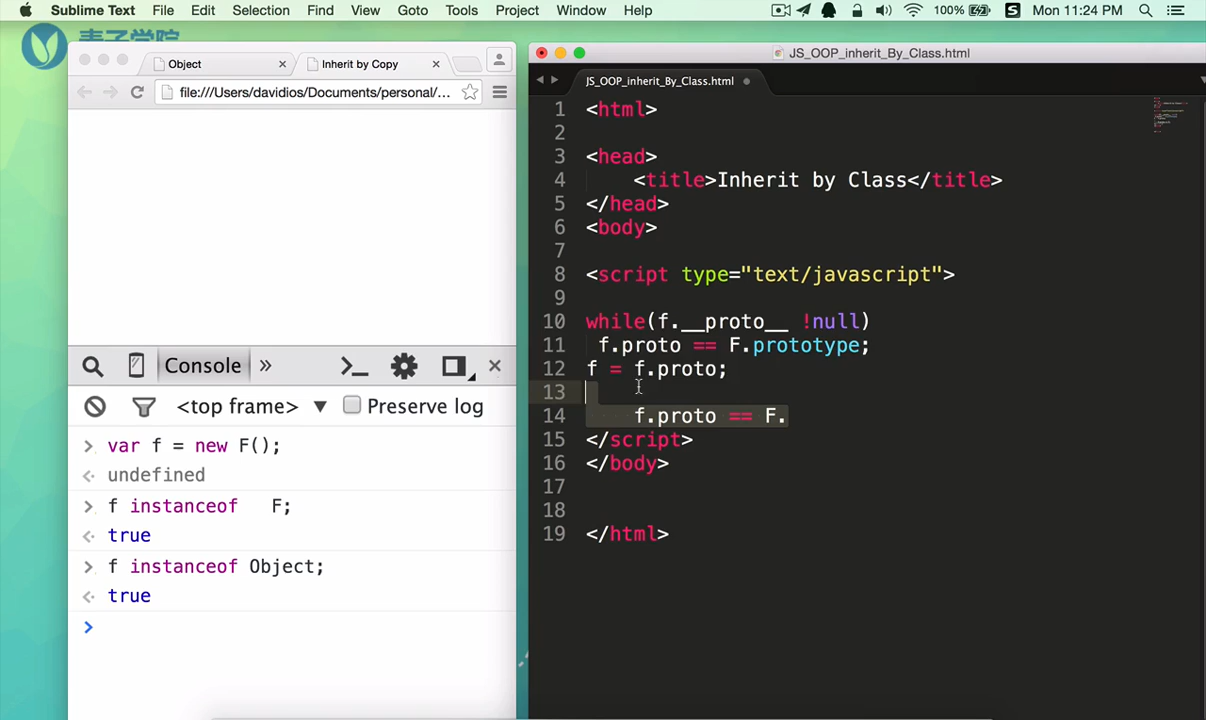 Sublime Text File Edit Selection Find View Goto Tools Project Window Help 100% S Mon 11:24 PM
麦子学院
Object Inherit by Copy
file:///Users/davidios/Documents/personal/...
Console »
<top frame> Preserve log
var f = new F();
undefined
f instanceof F;
true
f instanceof Object;
true
JS_OOP_inherit_By_Class.html
JS_OOP_inherit_By_Class.html
1 <html>
2
3 <head>
4 <title>Inherit by Class</title>
5 </head>
6 <body>
7
8 <script type="text/javascript">
9
10 while(f.__proto__ !null)
11 f.proto == F.prototype;
12 f = f.proto;
13
14 f.proto == F.
15 </script>
16 </body>
17
18
19 </html>